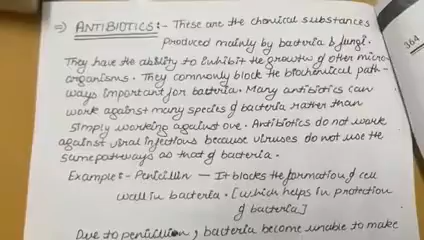 ⇒ ANTIBIOTICS :- These are the chemical substances
produced mainly by bacteria & fungi.
They have the ability to inhibit the growth of other micro-
organisms. They commonly block the biochemical path-
ways important for bacteria. Many antibiotics can
work against many species of bacteria rather than
simply working against one. Antibiotics do not work
against viral infections because viruses do not use the
same pathways as that of bacteria.
Example :- Penicillin — It blocks the formation of cell
wall in bacteria. [which helps in protection
of bacteria]
Due to penicillin, bacteria become unable to make
364